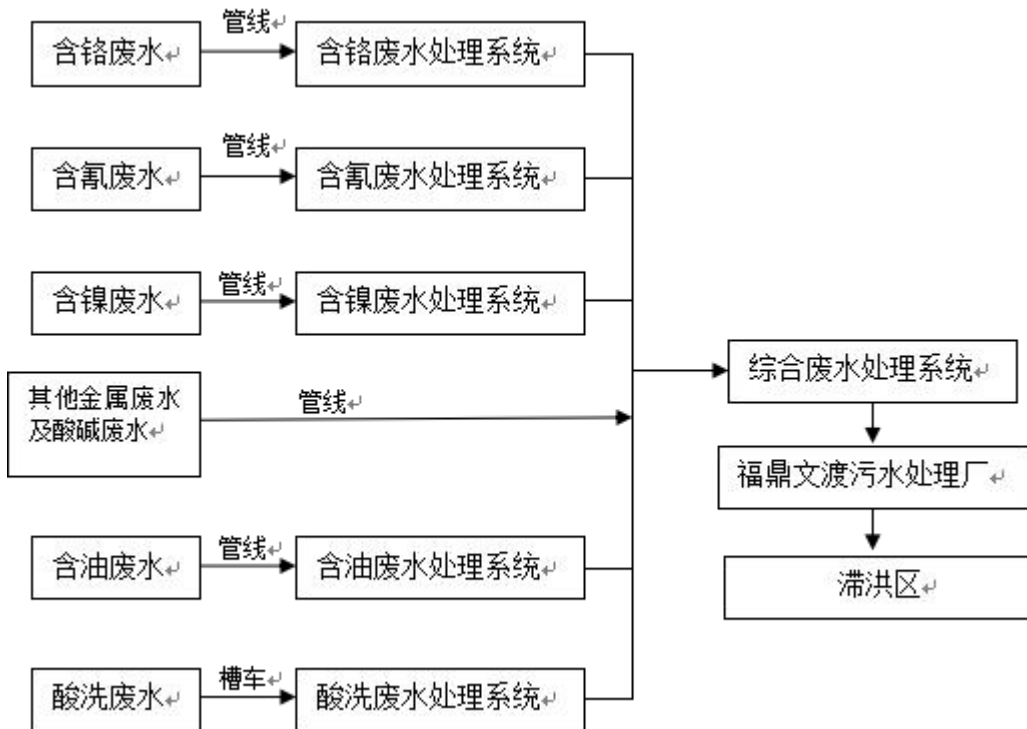 管线
含铬废水
含铬废水处理系统
管线
含氰废水
含氰废水处理系统
管线
含镍废水
含镍废水处理系统
综合废水处理系统
其他金属废水
及酸碱废水
管线
福鼎文渡污水处理厂
管线
含油废水
含油废水处理系统
滞洪区
槽车
酸洗废水
酸洗废水处理系统